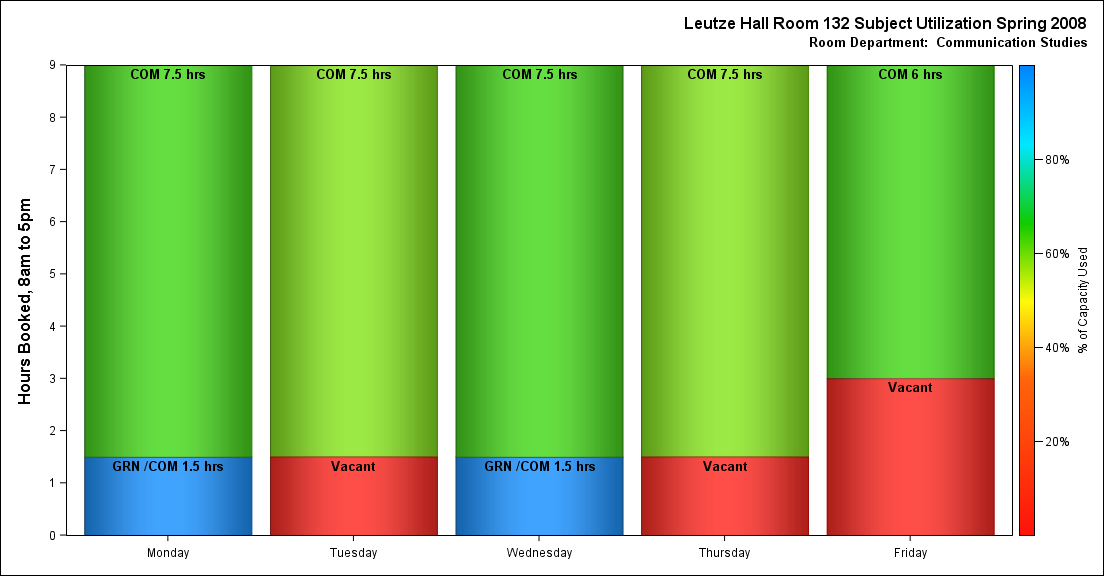 Leutze Hall Room 132 Subject Utilization Spring 2008
Room Department:  Communication Studies
Hours Booked, 8am to 5pm
9
8
7
6
5
4
3
2
1
0
COM 7.5 hrs
GRN /COM 1.5 hrs
COM 7.5 hrs
Vacant
COM 7.5 hrs
GRN /COM 1.5 hrs
COM 7.5 hrs
Vacant
COM 6 hrs
Vacant
Monday
Tuesday
Wednesday
Thursday
Friday
80%
60%
40%
20%
% of Capacity Used